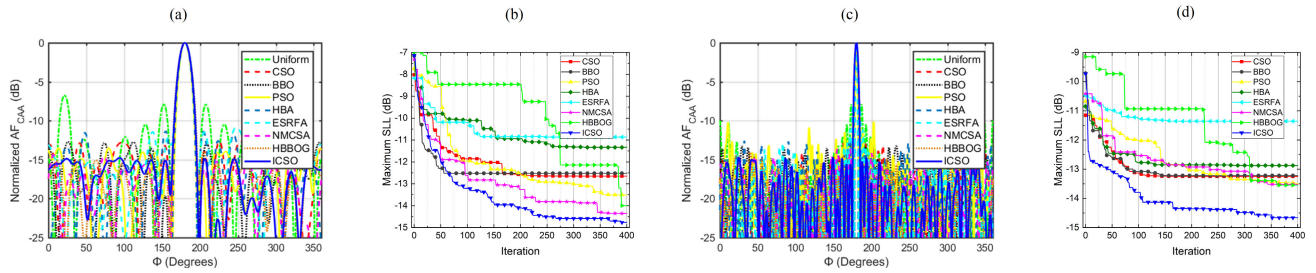 (a)
(b)
(c)
(d)
Normalized AF CAA (dB)
0
-5
-10
-15
-20
-25
0 50 100 150 200 250 300 350
Φ (Degrees)
Uniform
CSO
BBO
PSO
HBA
ESRFA
NMCSA
HBBOG
ICSO
Maximum SLL (dB)
-7
-8
-9
-10
-11
-12
-13
-14
-15
0 50 100 150 200 250 300 350 400
Iteration
CSO
BBO
PSO
HBA
ESRFA
NMCSA
HBBOG
ICSO
Normalized AF CAA (dB)
0
-5
-10
-15
-20
-25
0 50 100 150 200 250 300 350
Φ (Degrees)
Uniform
CSO
BBO
PSO
HBA
ESRFA
NMCSA
HBBOG
ICSO
Maximum SLL (dB)
-9
-10
-11
-12
-13
-14
-15
0 50 100 150 200 250 300 350 400
Iteration
CSO
BBO
PSO
HBA
ESRFA
NMCSA
HBBOG
ICSO